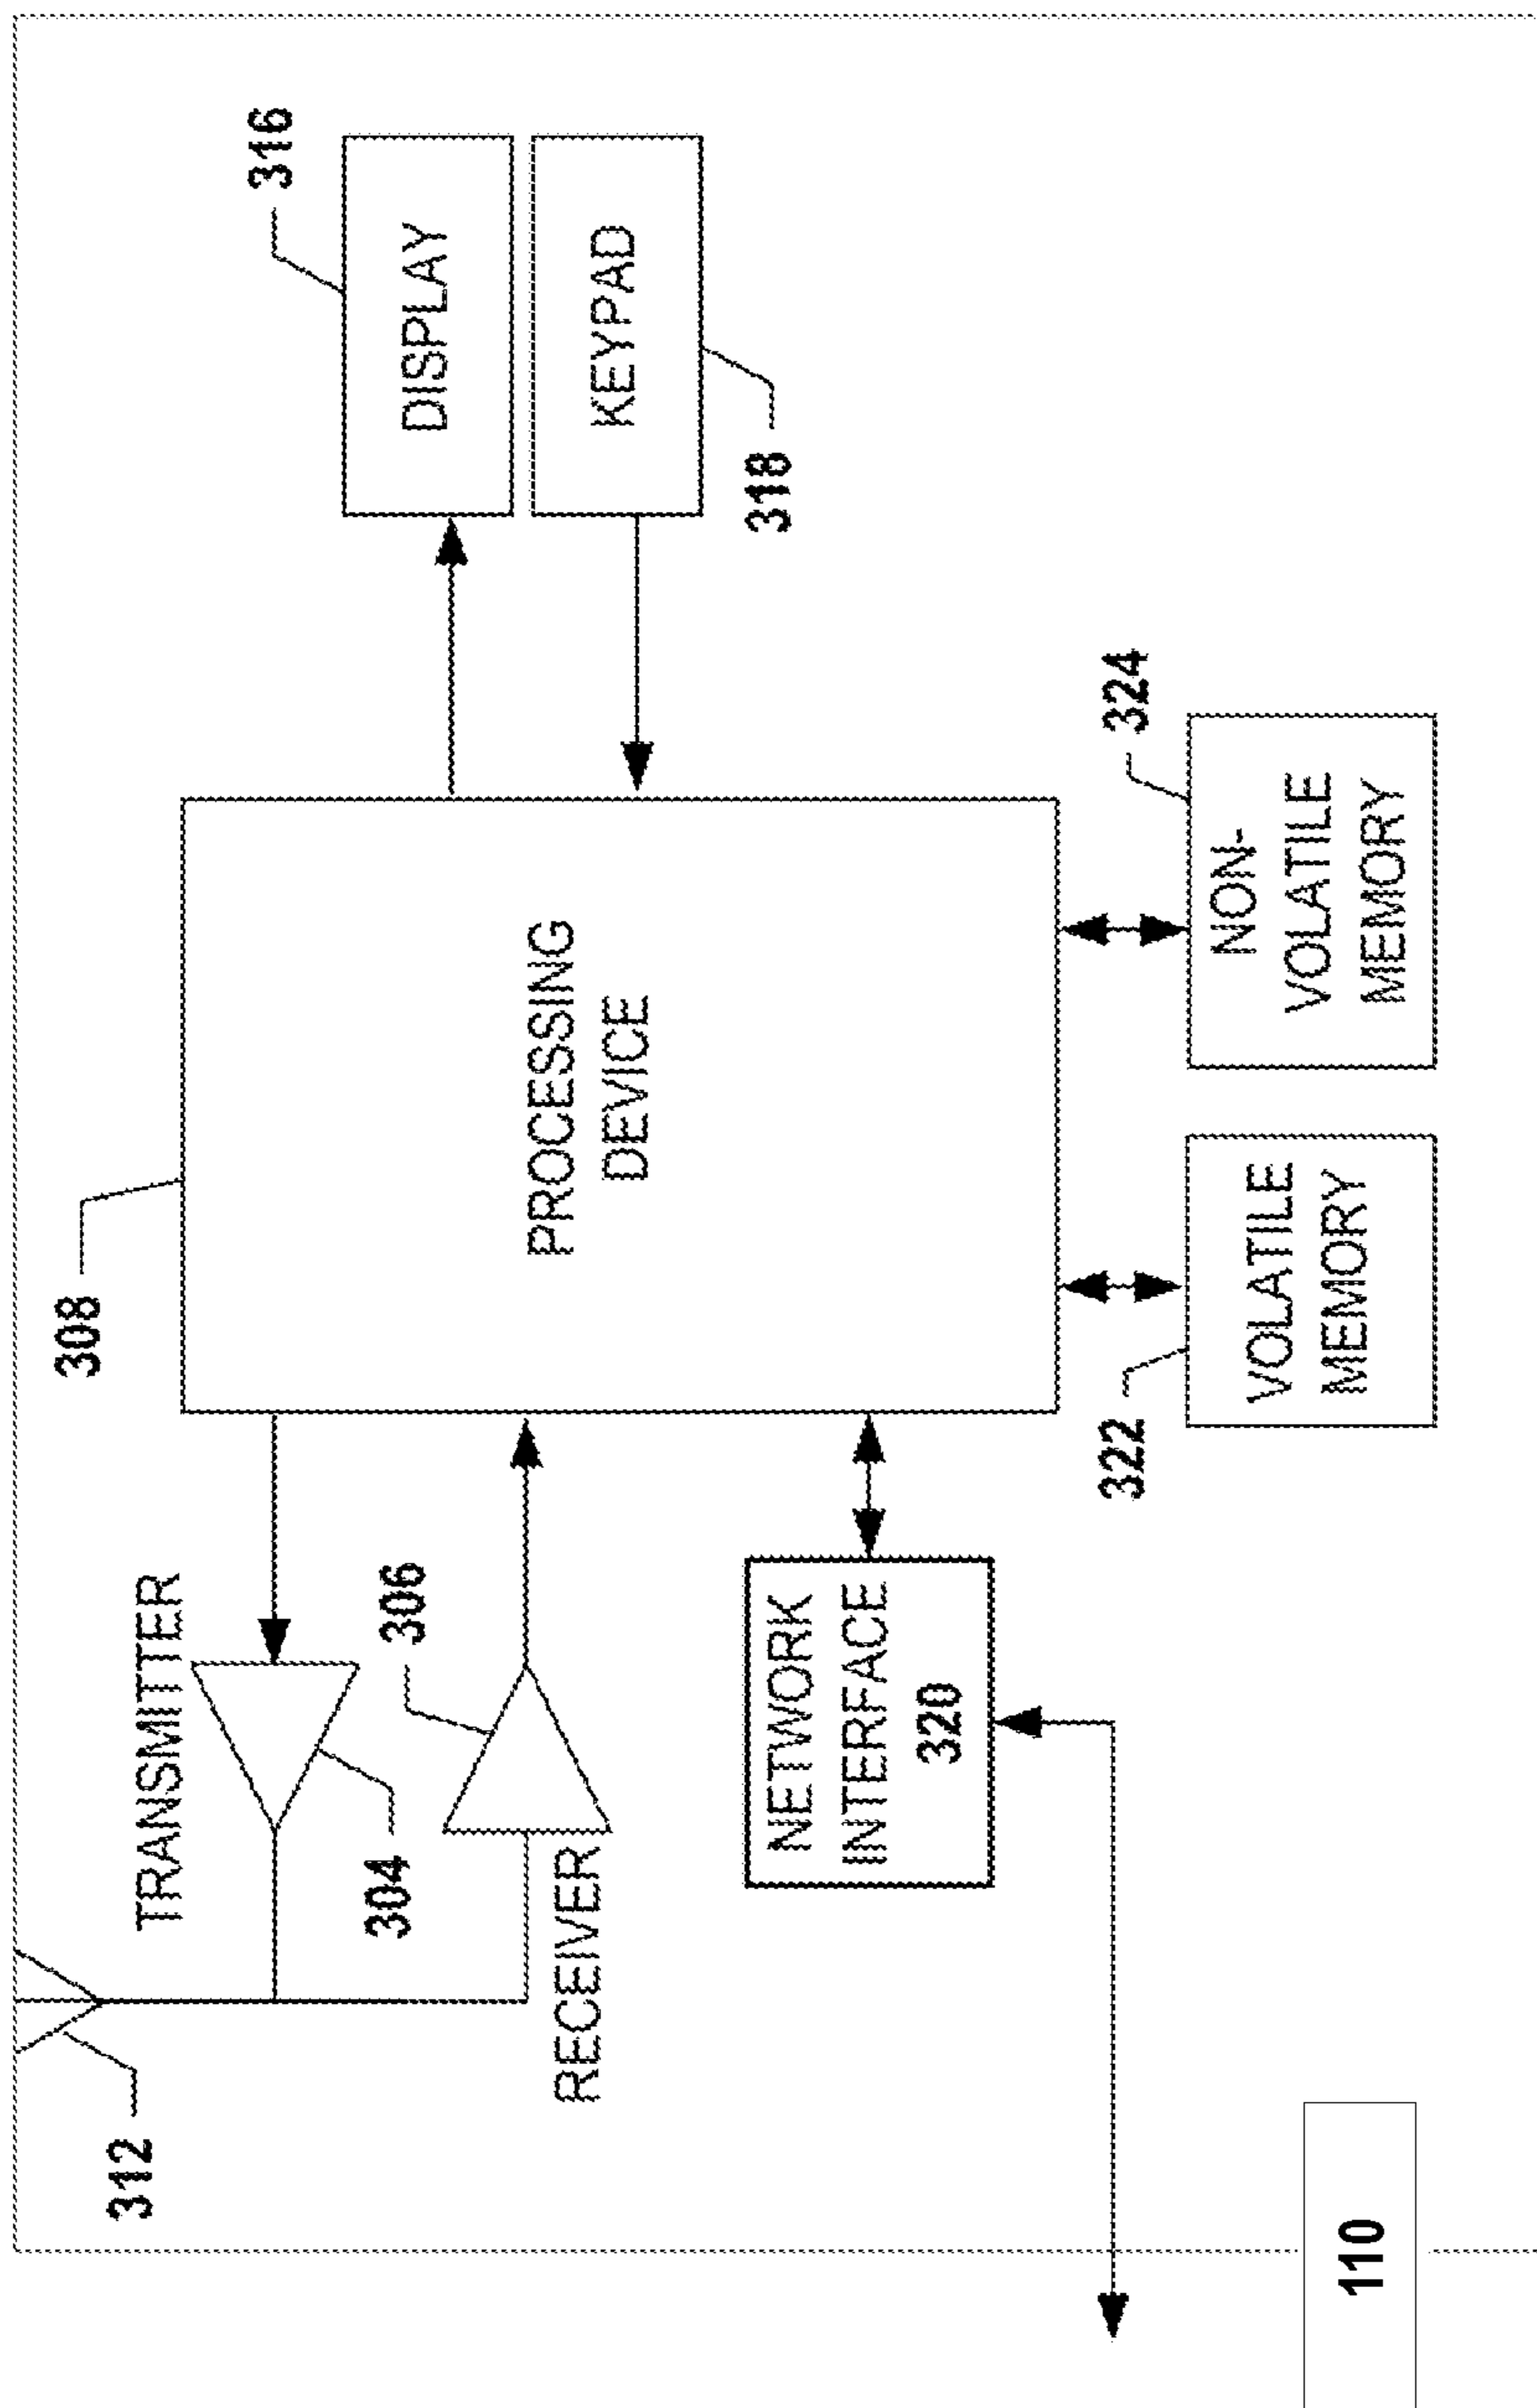 312
TRANSMITTER
304
306
RECEIVER
308
PROCESSING
DEVICE
316
DISPLAY
KEYPAD
318
NETWORK
INTERFACE
320
322
VOLATILE
MEMORY
324
NON-
VOLATILE
MEMORY
110